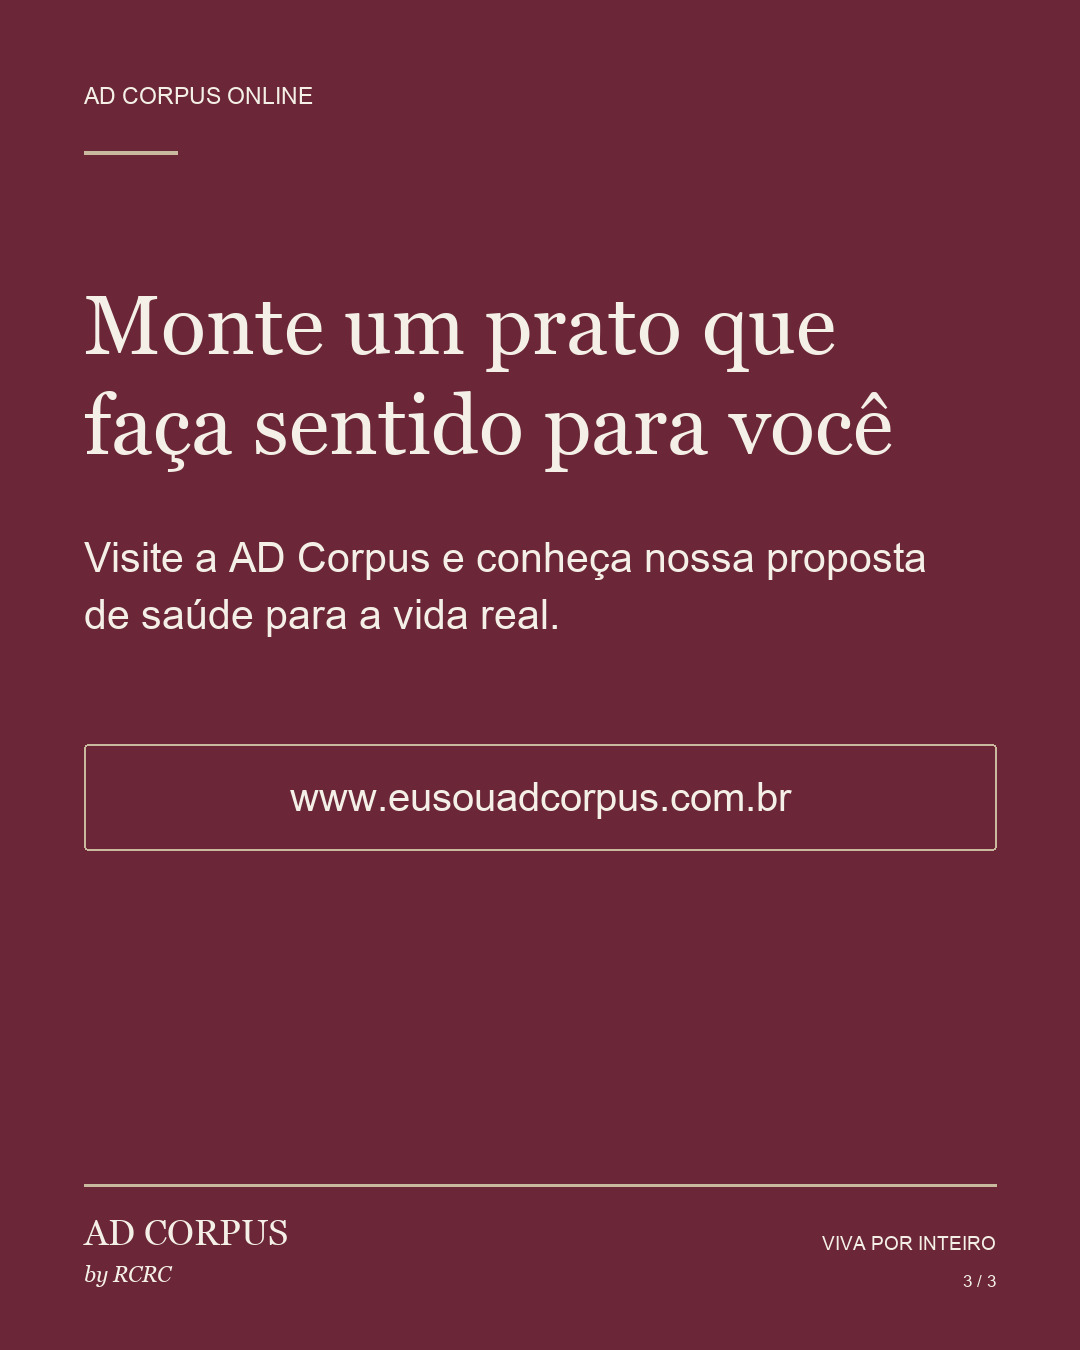 AD CORPUS ONLINE
Monte um prato que
faça sentido para você
Visite a AD Corpus e conheça nossa proposta
de saúde para a vida real.
www.eusouadcorpus.com.br
AD CORPUS
by RCRC
VIVA POR INTEIRO
3 / 3